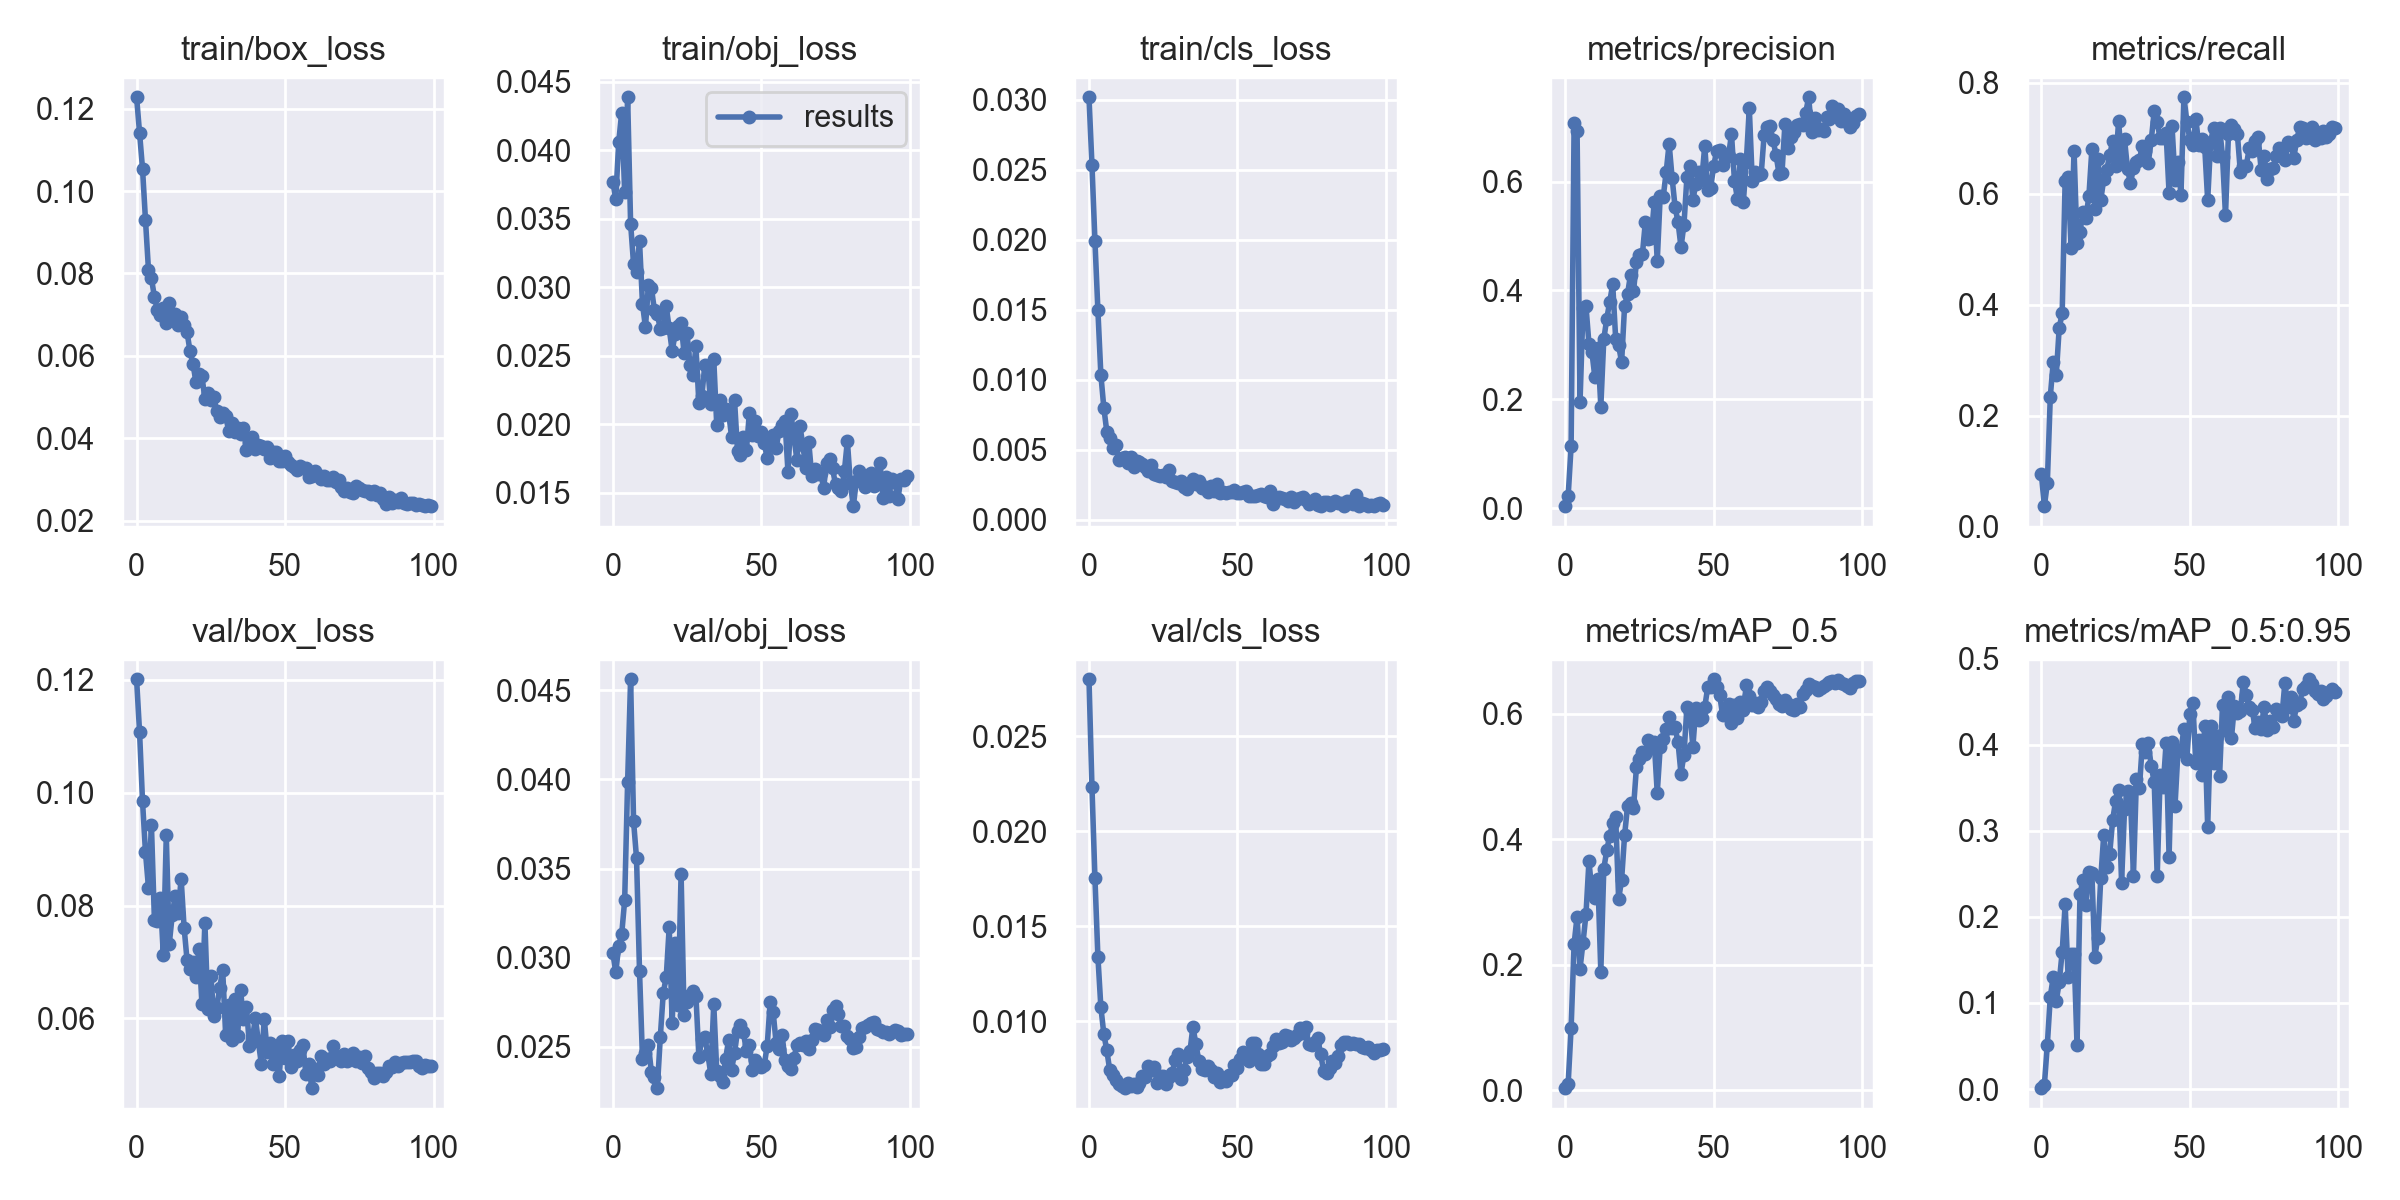 train/box_loss
0.12
0.10
0.08
0.06
0.04
0.02
0 50 100
train/obj_loss
results
0.045
0.040
0.035
0.030
0.025
0.020
0.015
0 50 100
train/cls_loss
0.030
0.025
0.020
0.015
0.010
0.005
0.000
0 50 100
metrics/precision
0.6
0.4
0.2
0.0
0 50 100
metrics/recall
0.8
0.6
0.4
0.2
0.0
0 50 100
val/box_loss
0.12
0.10
0.08
0.06
0 50 100
val/obj_loss
0.045
0.040
0.035
0.030
0.025
0 50 100
val/cls_loss
0.025
0.020
0.015
0.010
0 50 100
metrics/mAP_0.5
0.6
0.4
0.2
0.0
0 50 100
metrics/mAP_0.5:0.95
0.5
0.4
0.3
0.2
0.1
0.0
0 50 100